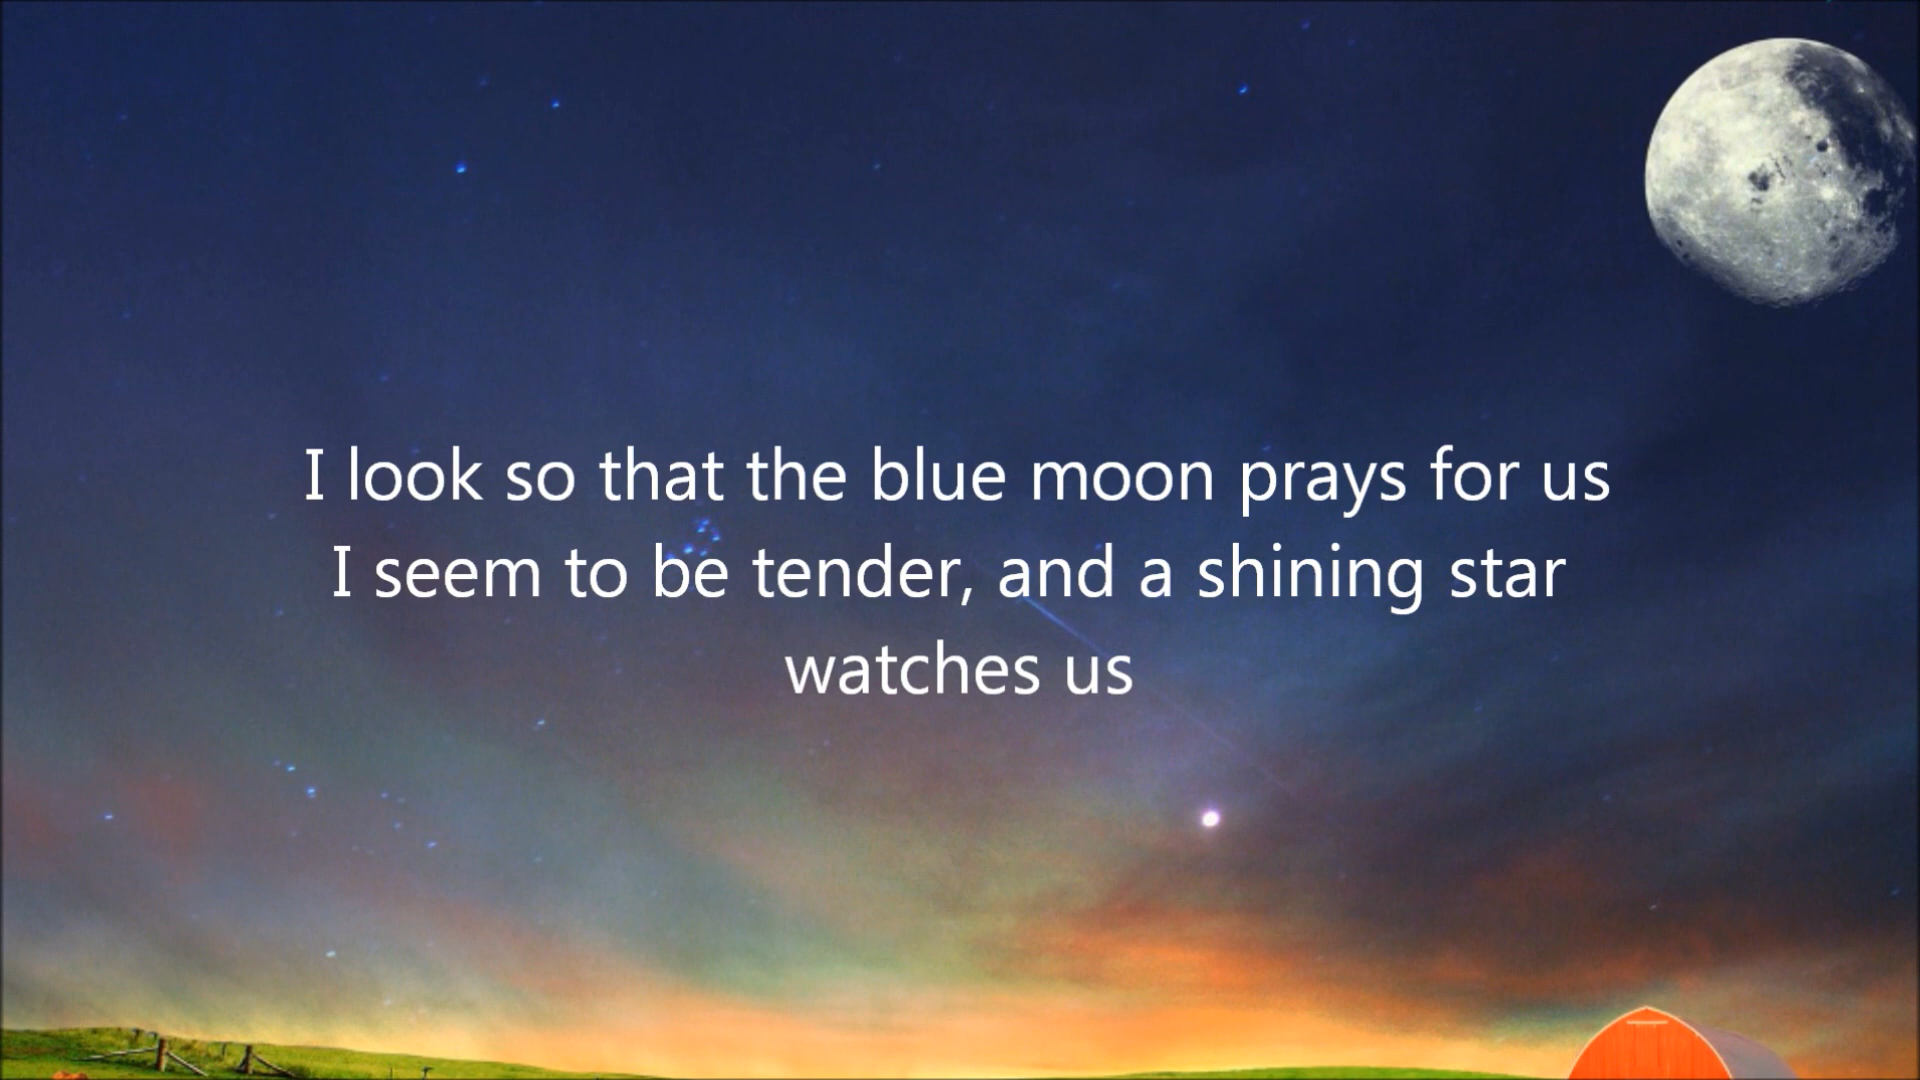 I look so that the blue moon prays for us
I seem to be tender, and a shining star
watches us